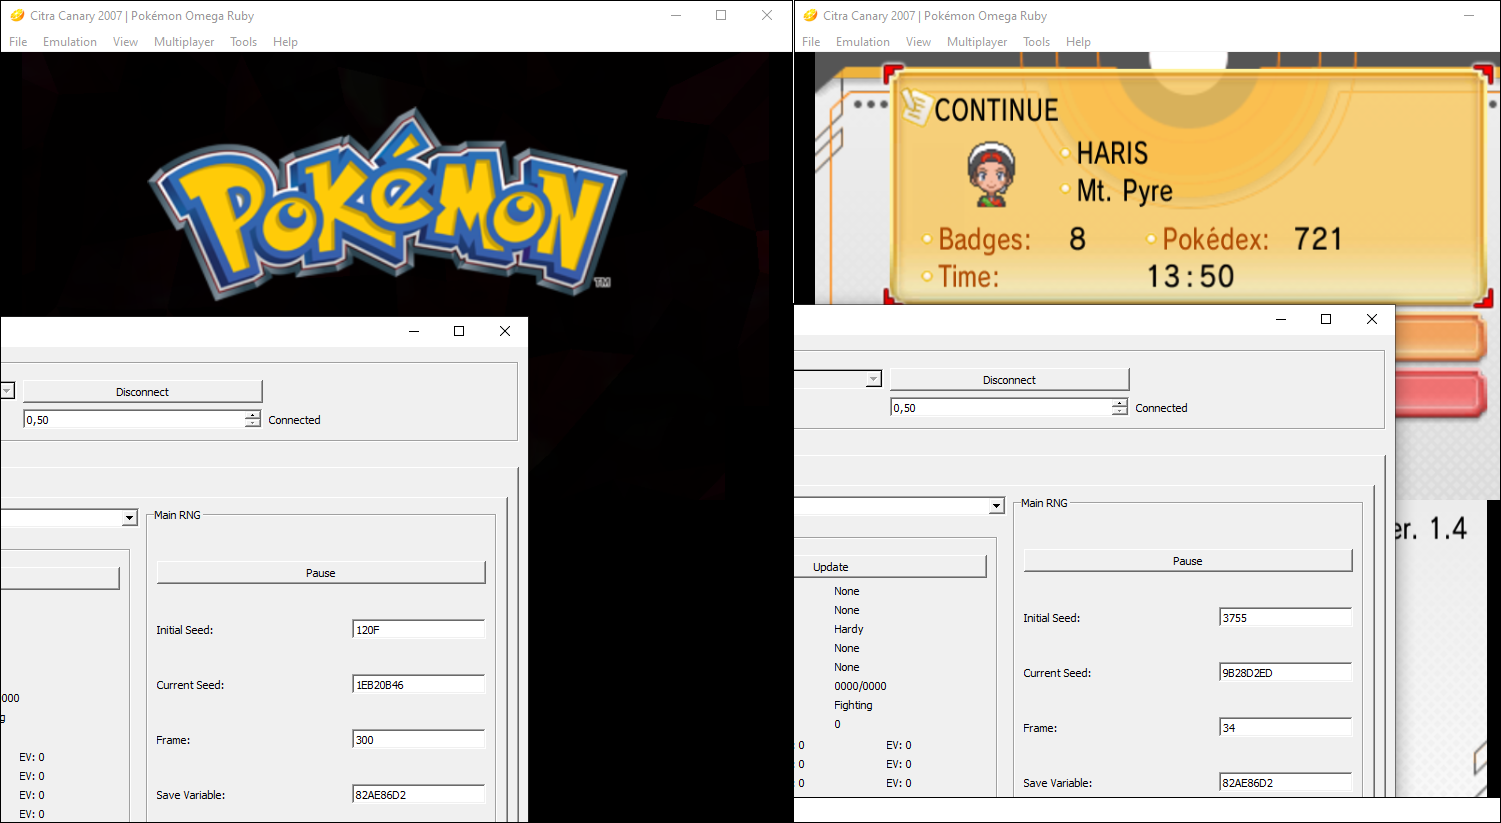 Citra Canary 2007 | Pokémon Omega Ruby
File Emulation View Multiplayer Tools Help
POKÉMON
TM
Disconnect
0,50
Connected
Main RNG
Pause
Initial Seed: 120F
Current Seed: 1EB20B46
Frame: 300
Save Variable: 82AE86D2
000
g
EV: 0
EV: 0
EV: 0
EV: 0
Citra Canary 2007 | Pokémon Omega Ruby
File Emulation View Multiplayer Tools Help
CONTINUE
HARIS
Mt. Pyre
Badges: 8 Pokédex: 721
Time: 13:50
er. 1.4
Disconnect
0,50
Connected
Update
None
None
Hardy
None
None
0000/0000
Fighting
0
: 0 EV: 0
: 0 EV: 0
: 0 EV: 0
Main RNG
Pause
Initial Seed: 3755
Current Seed: 9B28D2ED
Frame: 34
Save Variable: 82AE86D2